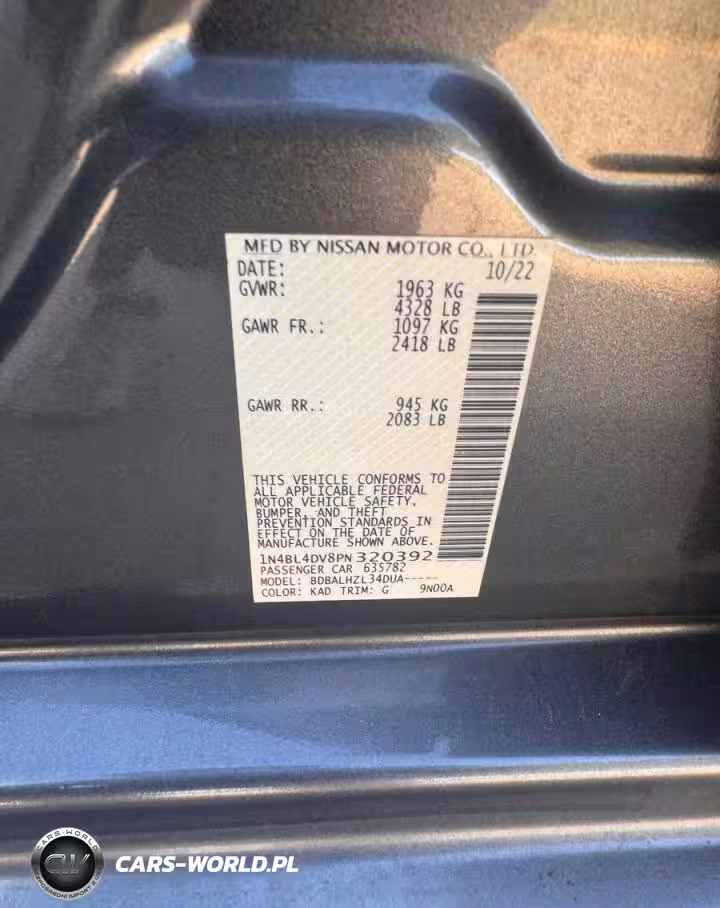 MFD BY NISSAN MOTOR CO., LTD.
DATE: 10/22
GVWR: 1963 KG
4328 LB
GAWR FR.: 1097 KG
2418 LB
GAWR RR.: 945 KG
2083 LB
THIS VEHICLE CONFORMS TO
ALL APPLICABLE FEDERAL
MOTOR VEHICLE SAFETY,
BUMPER, AND THEFT
PREVENTION STANDARDS IN
EFFECT ON THE DATE OF
MANUFACTURE SHOWN ABOVE.
1N4BL4DV8PN320392
PASSENGER CAR 635782
MODEL: BDBALHZL34DUA-----
COLOR: KAD TRIM: G 9N00A
CARS-WORLD
CW
CARS-WORLD.PL